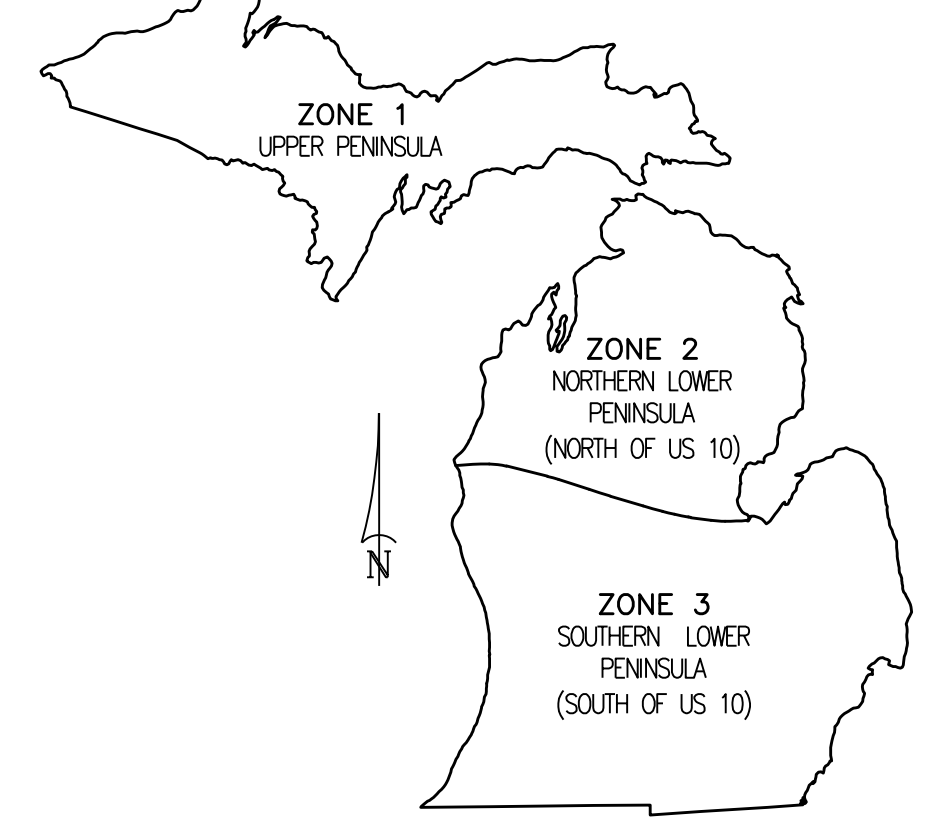 ZONE 1
UPPER PENINSULA
ZONE 2
NORTHERN LOWER
PENINSULA
(NORTH OF US 10)
N
ZONE 3
SOUTHERN LOWER
PENINSULA
(SOUTH OF US 10)